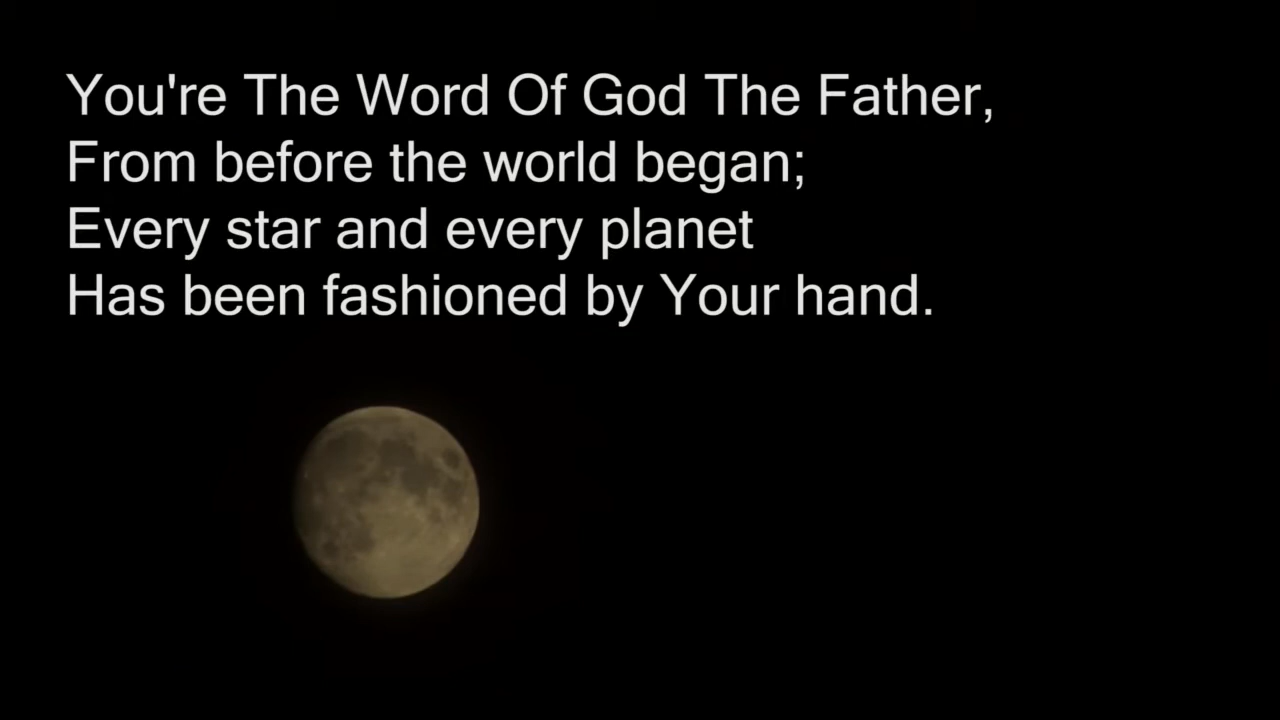 You're The Word Of God The Father,
From before the world began;
Every star and every planet
Has been fashioned by Your hand.